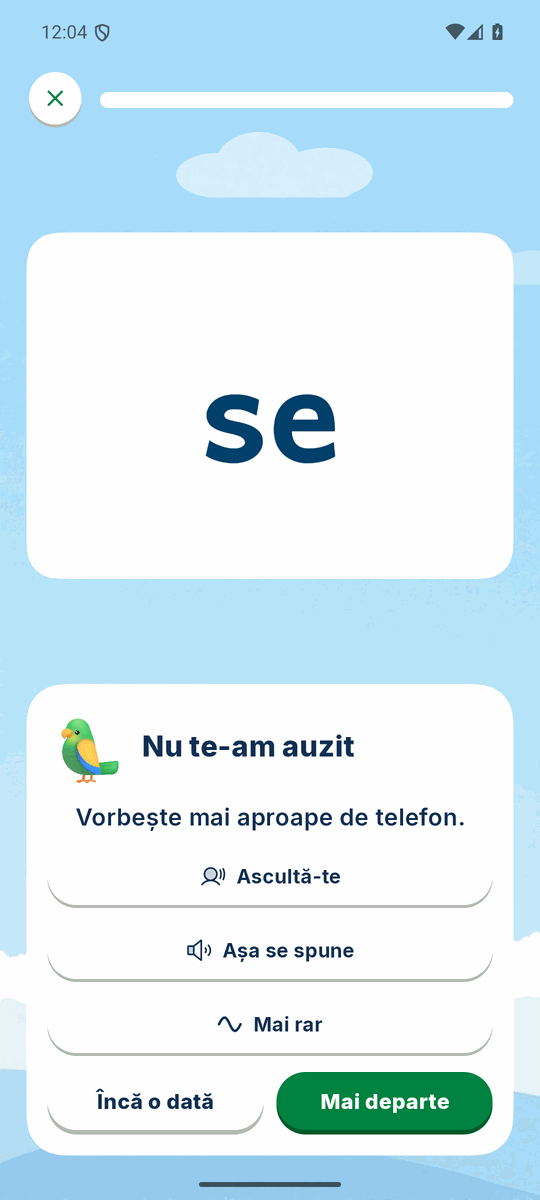 12:04
se
Nu te-am auzit
Vorbește mai aproape de telefon.
Ascultă-te
Așa se spune
Mai rar
Încă o dată
Mai departe